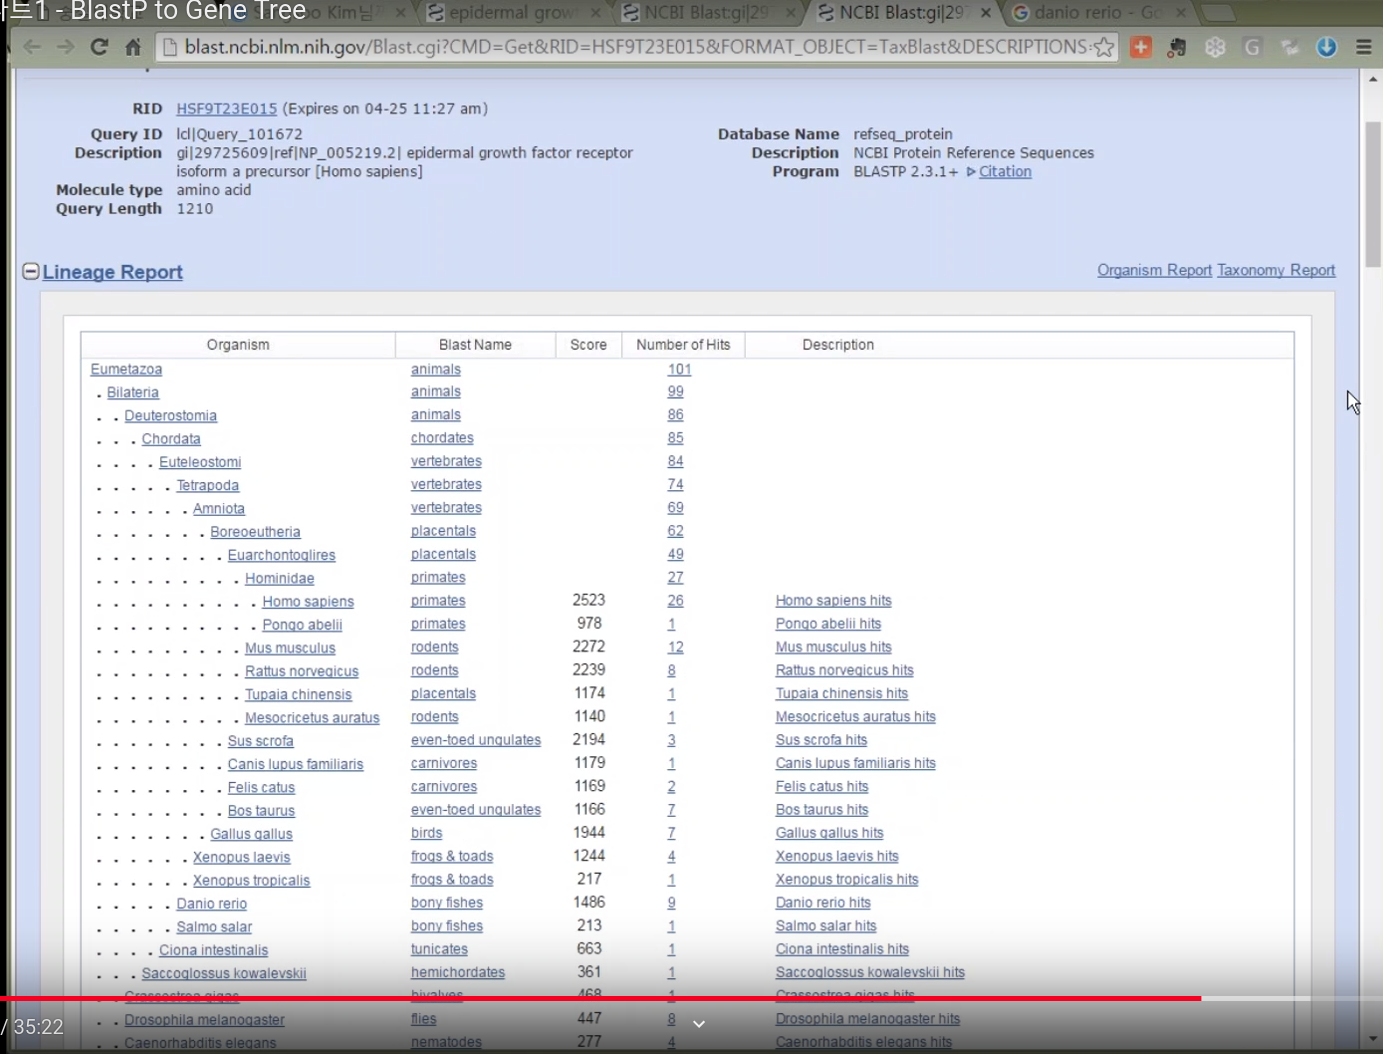 드1 - BlastP to Gene Tree
oo Kim님
epidermal grow
NCBI Blast:gi|29
NCBI Blast:gi|29
danio rerio - Go
blast.ncbi.nlm.nih.gov/Blast.cgi?CMD=Get&RID=HSF9T23E015&FORMAT_OBJECT=TaxBlast&DESCRIPTIONS
RID HSF9T23E015 (Expires on 04-25 11:27 am)
Query ID lcl|Query_101672 Database Name refseq_protein
Description gi|29725609|ref|NP_005219.2| epidermal growth factor receptor Description NCBI Protein Reference Sequences
isoform a precursor [Homo sapiens] Program BLASTP 2.3.1+ Citation
Molecule type amino acid
Query Length 1210
Lineage Report Organism Report Taxonomy Report
Organism Blast Name Score Number of Hits Description
Eumetazoa animals 101
. Bilateria animals 99
. . Deuterostomia animals 86
. . . Chordata chordates 85
. . . . Euteleostomi vertebrates 84
. . . . . Tetrapoda vertebrates 74
. . . . . . Amniota vertebrates 69
. . . . . . . Boreoeutheria placentals 62
. . . . . . . . Euarchontoglires placentals 49
. . . . . . . . . Hominidae primates 27
. . . . . . . . . . Homo sapiens primates 2523 26 Homo sapiens hits
. . . . . . . . . . Pongo abelii primates 978 1 Pongo abelii hits
. . . . . . . . . Mus musculus rodents 2272 12 Mus musculus hits
. . . . . . . . . Rattus norvegicus rodents 2239 8 Rattus norvegicus hits
. . . . . . . . . Tupaia chinensis placentals 1174 1 Tupaia chinensis hits
. . . . . . . . . Mesocricetus auratus rodents 1140 1 Mesocricetus auratus hits
. . . . . . . . Sus scrofa even-toed ungulates 2194 3 Sus scrofa hits
. . . . . . . . Canis lupus familiaris carnivores 1179 1 Canis lupus familiaris hits
. . . . . . . . Felis catus carnivores 1169 2 Felis catus hits
. . . . . . . . Bos taurus even-toed ungulates 1166 7 Bos taurus hits
. . . . . . . Gallus gallus birds 1944 7 Gallus gallus hits
. . . . . . Xenopus laevis frogs & toads 1244 4 Xenopus laevis hits
. . . . . . Xenopus tropicalis frogs & toads 217 1 Xenopus tropicalis hits
. . . . . Danio rerio bony fishes 1486 9 Danio rerio hits
. . . . . Salmo salar bony fishes 213 1 Salmo salar hits
. . . . Ciona intestinalis tunicates 663 1 Ciona intestinalis hits
. . . Saccoglossus kowalevskii hemichordates 361 1 Saccoglossus kowalevskii hits
. . Crassostrea gigas bivalves 468 1 Crassostrea gigas hits
. . Drosophila melanogaster flies 447 8 Drosophila melanogaster hits
/ 35:22
. . Caenorhabditis elegans nematodes 277 4 Caenorhabditis elegans hits